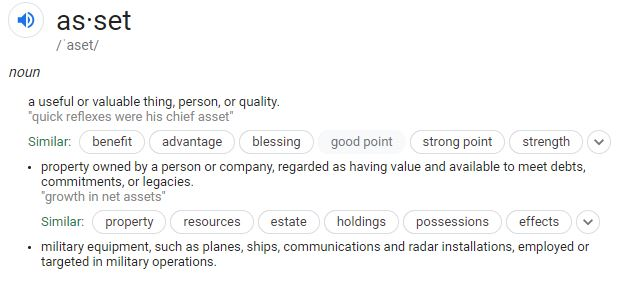 as·set
/ˈaset/
noun
a useful or valuable thing, person, or quality.
"quick reflexes were his chief asset"
Similar: benefit advantage blessing good point strong point strength
• property owned by a person or company, regarded as having value and available to meet debts,
commitments, or legacies.
"growth in net assets"
Similar: property resources estate holdings possessions effects
• military equipment, such as planes, ships, communications and radar installations, employed or
targeted in military operations.